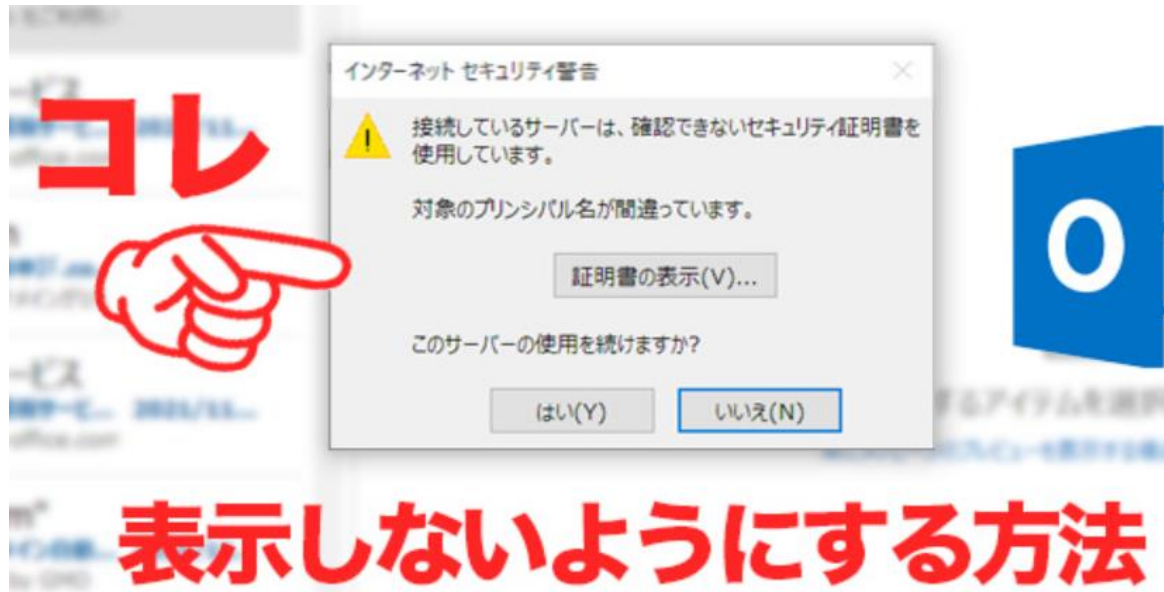 コレ
インターネット セキュリティ警告
接続しているサーバーは、確認できないセキュリティ証明書を
使用しています。
対象のプリンシパル名が間違っています。
証明書の表示(V)...
このサーバーの使用を続けますか?
はい(Y)
いいえ(N)
O
表示しないようにする方法